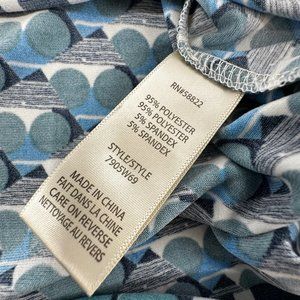 RN#58822
95% POLYESTER
95% POLYESTER
5% SPANDEX
5% SPANDEX
STYLE/STYLE
7905W69
MADE IN CHINA
FAIT DANS LA CHINE
CARE ON REVERSE
NETTOYAGE AU REVERS